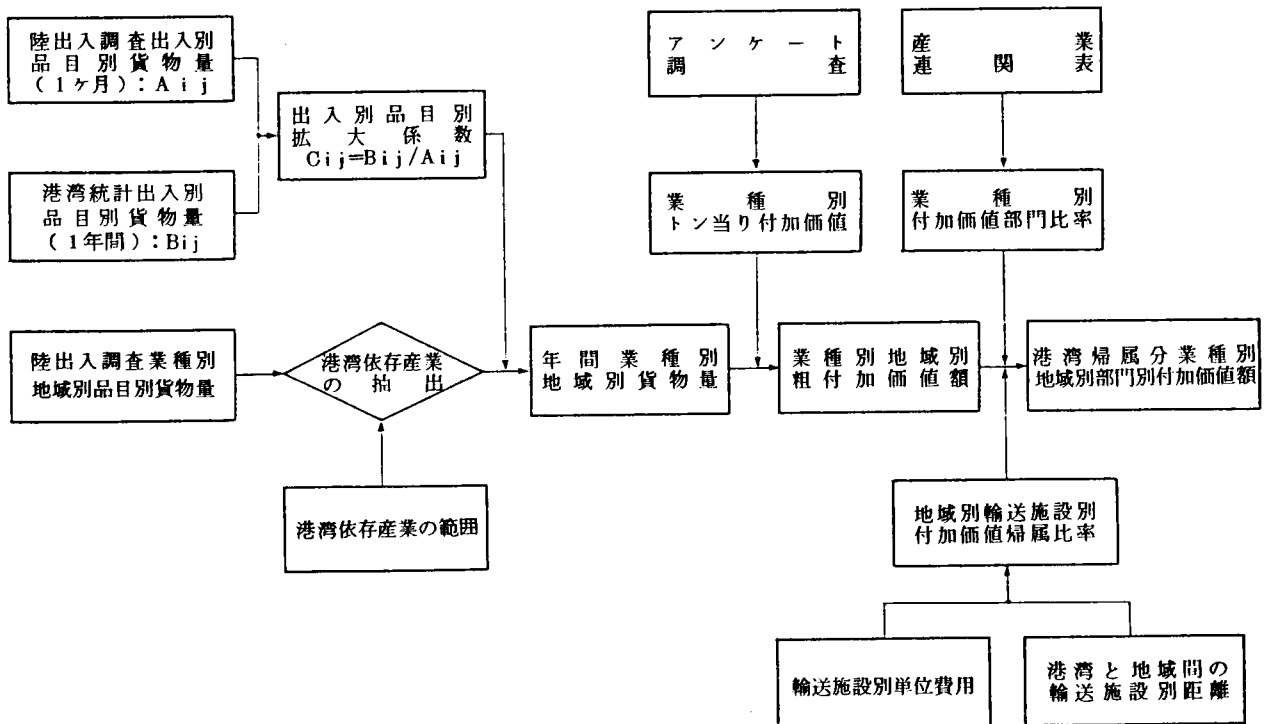 陸出入調査出入別
品目別貨物量
(1ヶ月):Aij
港湾統計出入別
品目別貨物量
(1年間):Bij
出入別品目別
拡大係数
Cij=Bij/Aij
アンケート
調査
産業
連関表
業種別
トン当り付加価値
業種別
付加価値部門比率
陸出入調査業種別
地域別品目別貨物量
港湾依存産業
の抽出
年間業種別
地域別貨物量
業種別地域別
粗付加価値額
港湾帰属分業種別
地域別部門別付加価値額
港湾依存産業の範囲
地域別輸送施設別
付加価値帰属比率
輸送施設別単位費用
港湾と地域間の
輸送施設別距離